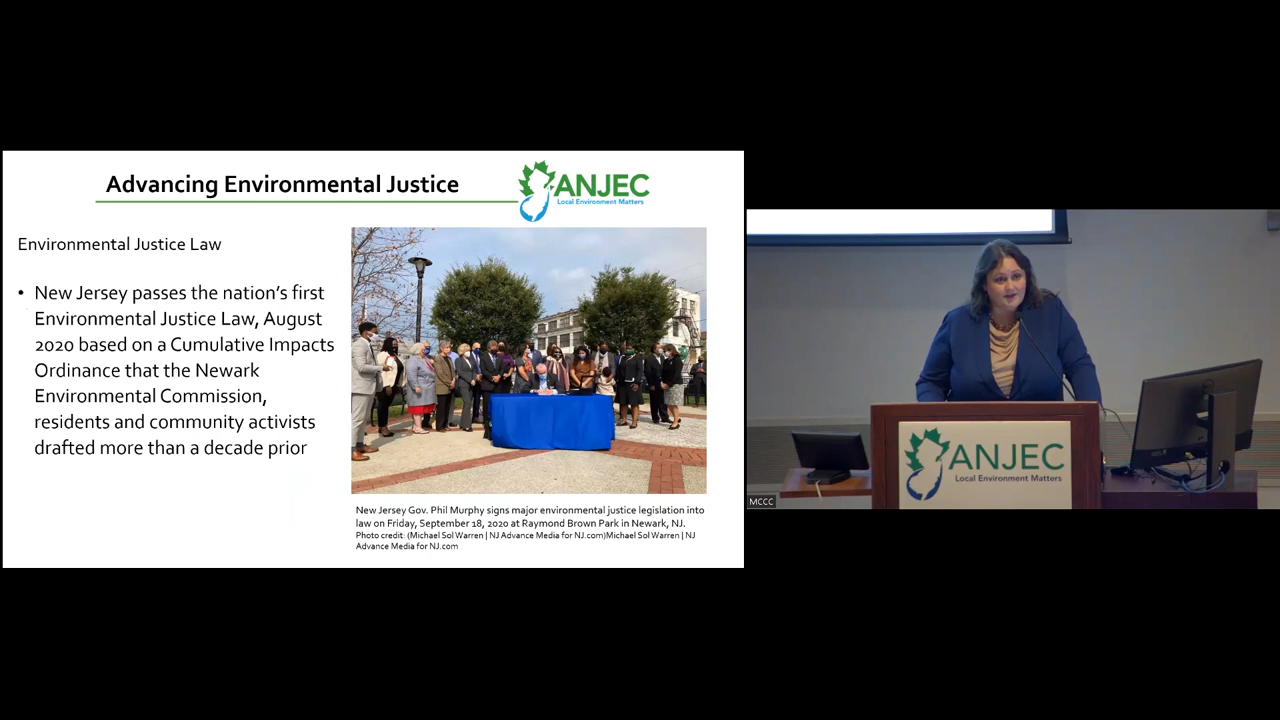 Advancing Environmental Justice
ANJEC
Local Environment Matters
Environmental Justice Law
• New Jersey passes the nation's first
Environmental Justice Law, August
2020 based on a Cumulative Impacts
Ordinance that the Newark
Environmental Commission,
residents and community activists
drafted more than a decade prior
New Jersey Gov. Phil Murphy signs major environmental justice legislation into
law on Friday, September 18, 2020 at Raymond Brown Park in Newark, NJ.
Photo credit: (Michael Sol Warren | NJ Advance Media for NJ.com)Michael Sol Warren | NJ
Advance Media for NJ.com
ANJEC
Local Environment Matters
MCCC